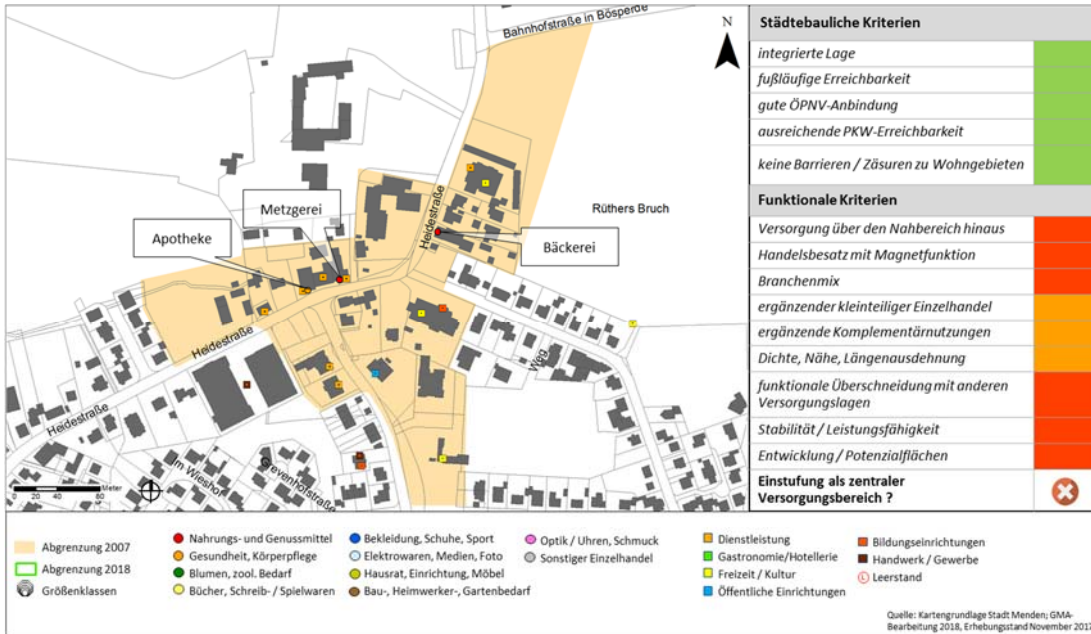 Bahnhofstraße in Bösperde
N
Heidestraße
Rüthers Bruch
Metzgerei
Apotheke
Bäckerei
Heidestraße
Weg
Heidestraße
Im Wieshof
Grevenhofstraße
Meter
0 20 40 60
Städtebauliche Kriterien
integrierte Lage
fußläufige Erreichbarkeit
gute ÖPNV-Anbindung
ausreichende PKW-Erreichbarkeit
keine Barrieren / Zäsuren zu Wohngebieten
Funktionale Kriterien
Versorgung über den Nahbereich hinaus
Handelsbesatz mit Magnetfunktion
Branchenmix
ergänzender kleinteiliger Einzelhandel
ergänzende Komplementärnutzungen
Dichte, Nähe, Längenausdehnung
funktionale Überschneidung mit anderen
Versorgungslagen
Stabilität / Leistungsfähigkeit
Entwicklung / Potenzialflächen
Einstufung als zentraler
Versorgungsbereich ?
Abgrenzung 2007
Abgrenzung 2018
Größenklassen
Nahrungs- und Genussmittel
Gesundheit, Körperpflege
Blumen, zool. Bedarf
Bücher, Schreib- / Spielwaren
Bekleidung, Schuhe, Sport
Elektrowaren, Medien, Foto
Hausrat, Einrichtung, Möbel
Bau-, Heimwerker-, Gartenbedarf
Optik / Uhren, Schmuck
Sonstiger Einzelhandel
Dienstleistung
Gastronomie/Hotellerie
Freizeit / Kultur
Öffentliche Einrichtungen
Bildungseinrichtungen
Handwerk / Gewerbe
L Leerstand
Quelle: Kartengrundlage Stadt Menden; GMA-
Bearbeitung 2018, Erhebungsstand November 201